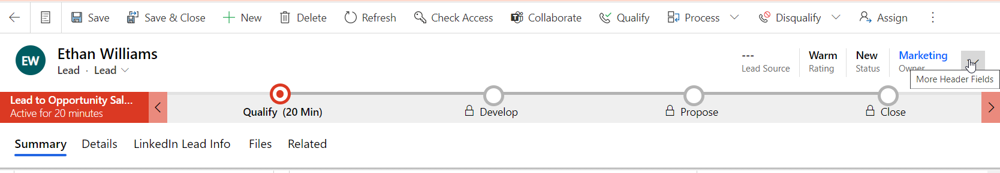 Save Save & Close New Delete Refresh Check Access Collaborate Qualify Process Disqualify Assign
EW
Ethan Williams
Lead · Lead
--- Warm New Marketing
Lead Source Rating Status Owner
More Header Fields
Lead to Opportunity Sal...
Active for 20 minutes
Qualify (20 Min) Develop Propose Close
Summary Details LinkedIn Lead Info Files Related